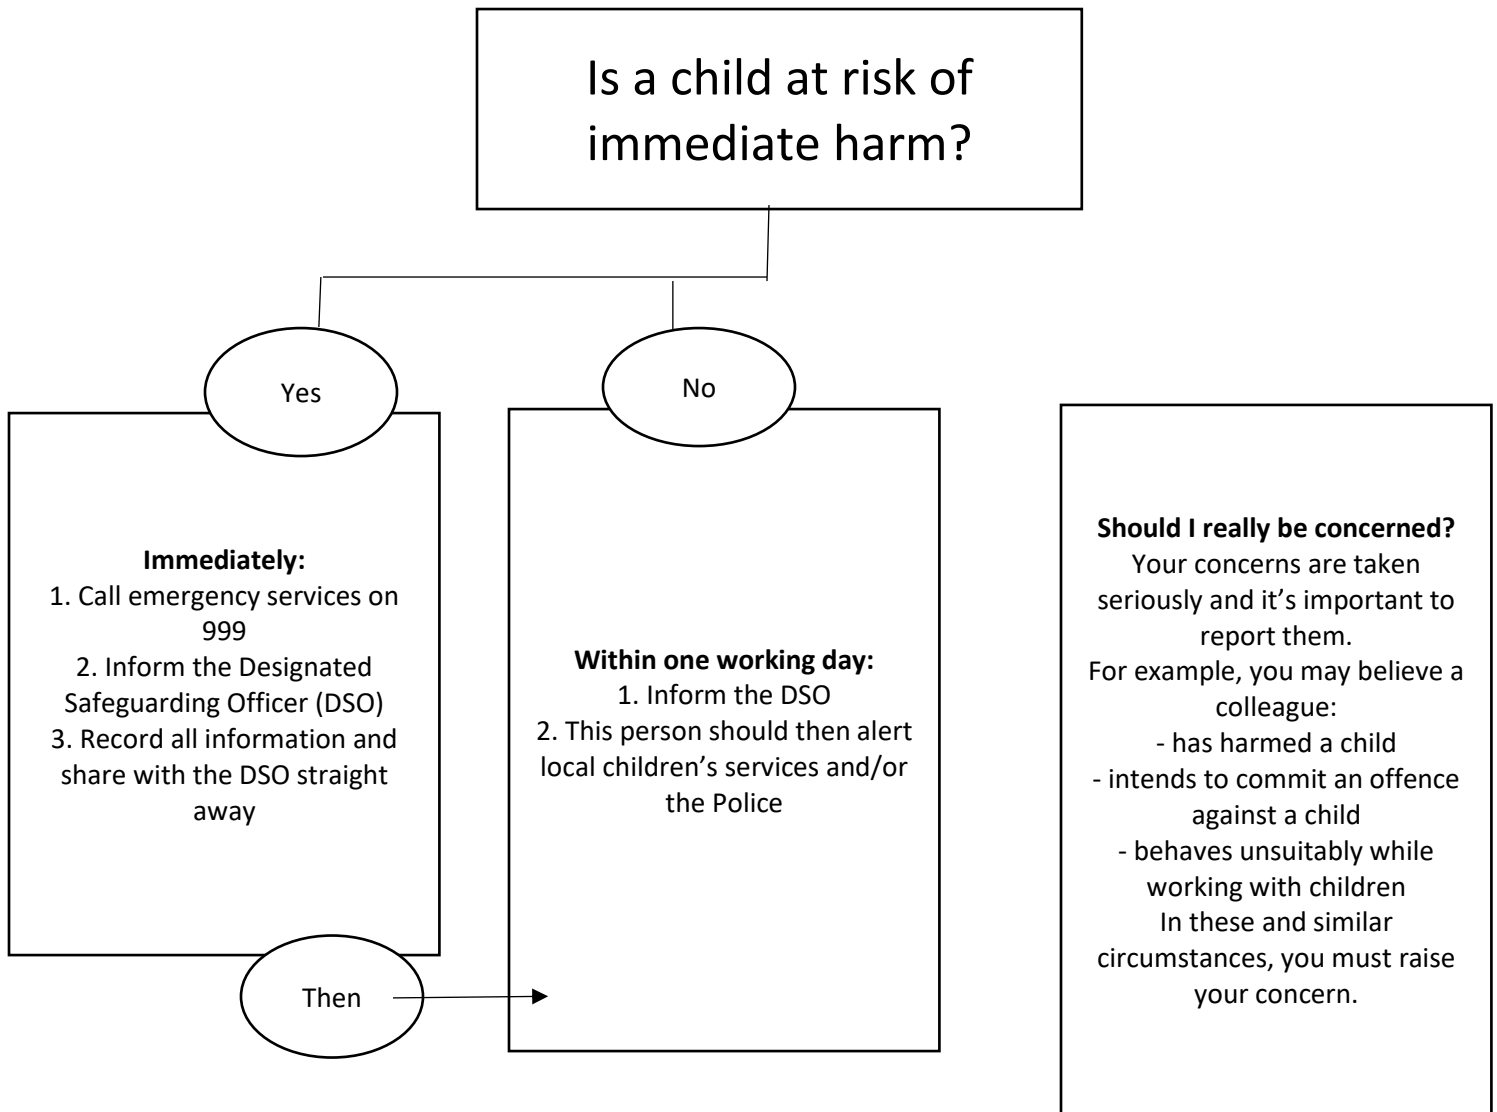 Is a child at risk of
immediate harm?
Yes
Immediately:
1. Call emergency services on
999
2. Inform the Designated
Safeguarding Officer (DSO)
3. Record all information and
share with the DSO straight
away
Then
No
Within one working day:
1. Inform the DSO
2. This person should then alert
local children’s services and/or
the Police
Should I really be concerned?
Your concerns are taken
seriously and it’s important to
report them.
For example, you may believe a
colleague:
- has harmed a child
- intends to commit an offence
against a child
- behaves unsuitably while
working with children
In these and similar
circumstances, you must raise
your concern.